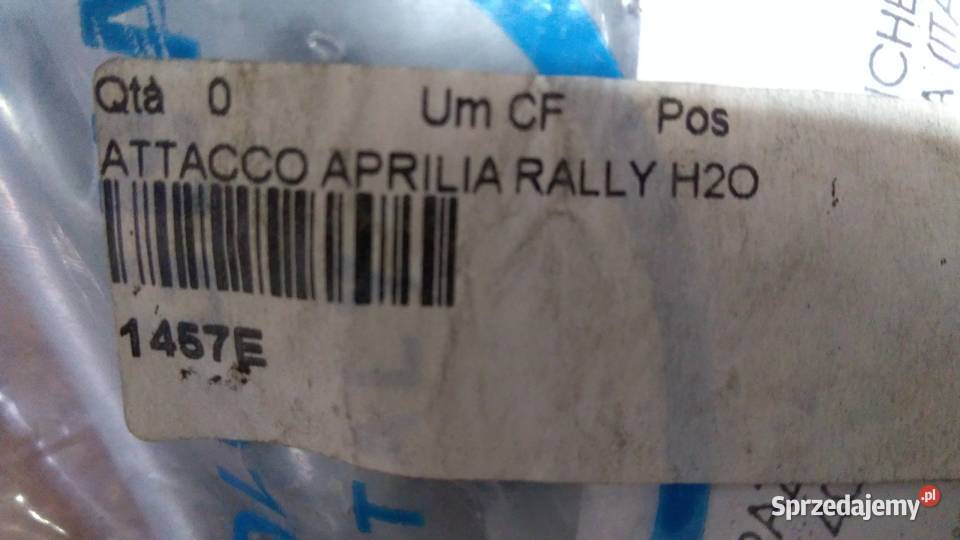 Qtà 0 Um CF Pos
ATTACCO APRILIA RALLY H2O
1457E
Sprzedajemy.pl